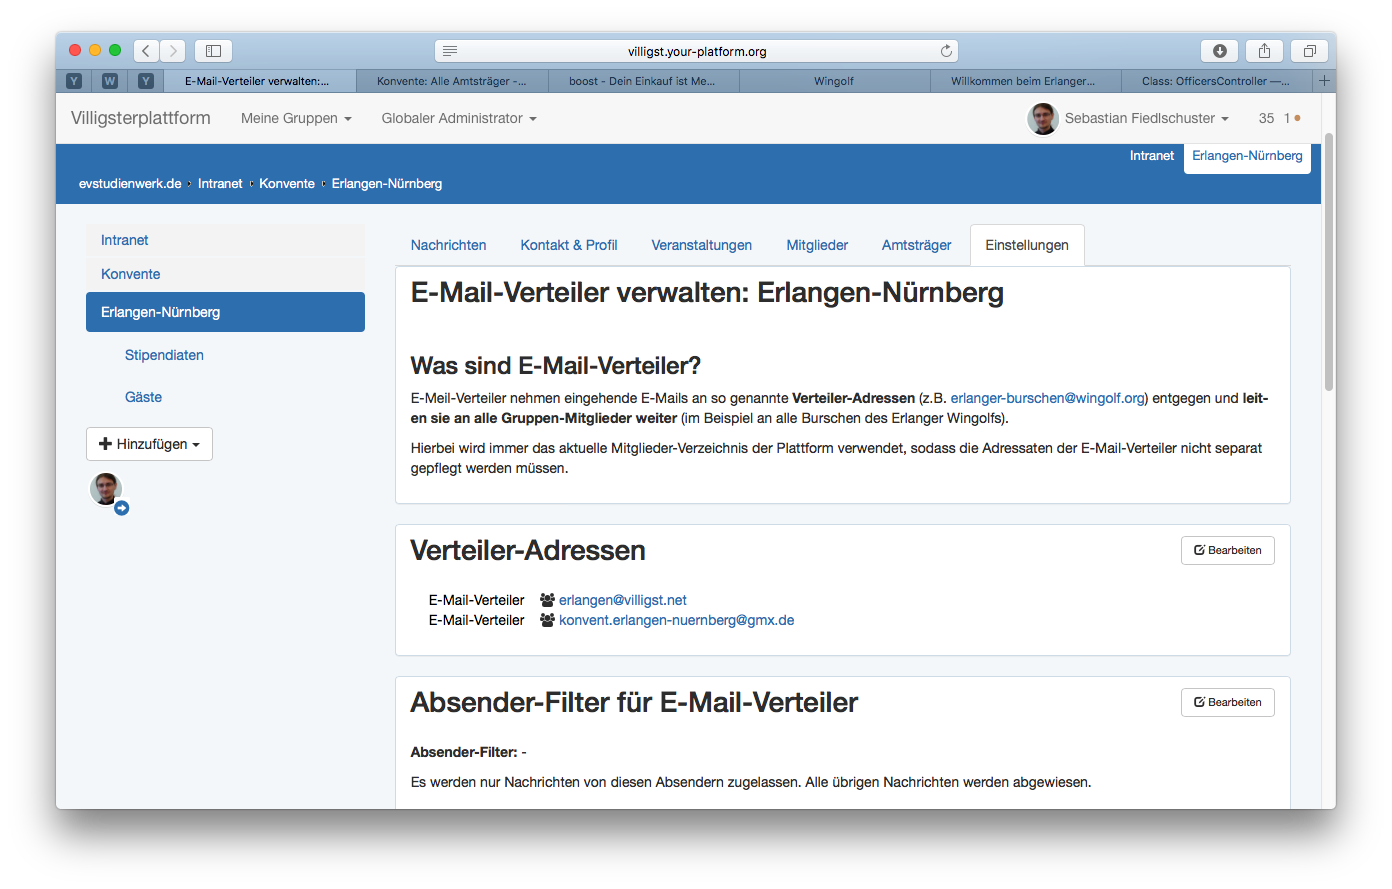 villigst.your-platform.org
Y W Y E-Mail-Verteiler verwalten:... Konvente: Alle Amtsträger -... boost - Dein Einkauf ist Me... Wingolf Willkommen beim Erlanger... Class: OfficersController —...
Villigsterplattform Meine Gruppen Globaler Administrator Sebastian Fiedlschuster 35 1
Intranet Erlangen-Nürnberg
evstudienwerk.de Intranet Konvente Erlangen-Nürnberg
Intranet
Konvente
Erlangen-Nürnberg
Stipendiaten
Gäste
Hinzufügen
Nachrichten Kontakt & Profil Veranstaltungen Mitglieder Amtsträger Einstellungen
E-Mail-Verteiler verwalten: Erlangen-Nürnberg
Was sind E-Mail-Verteiler?
E-Meil-Verteiler nehmen eingehende E-Mails an so genannte Verteiler-Adressen (z.B. erlanger-burschen@wingolf.org) entgegen und leit-
en sie an alle Gruppen-Mitglieder weiter (im Beispiel an alle Burschen des Erlanger Wingolfs).
Hierbei wird immer das aktuelle Mitglieder-Verzeichnis der Plattform verwendet, sodass die Adressaten der E-Mail-Verteiler nicht separat
gepflegt werden müssen.
Verteiler-Adressen Bearbeiten
E-Mail-Verteiler erlangen@villigst.net
E-Mail-Verteiler konvent.erlangen-nuernberg@gmx.de
Absender-Filter für E-Mail-Verteiler Bearbeiten
Absender-Filter: -
Es werden nur Nachrichten von diesen Absendern zugelassen. Alle übrigen Nachrichten werden abgewiesen.